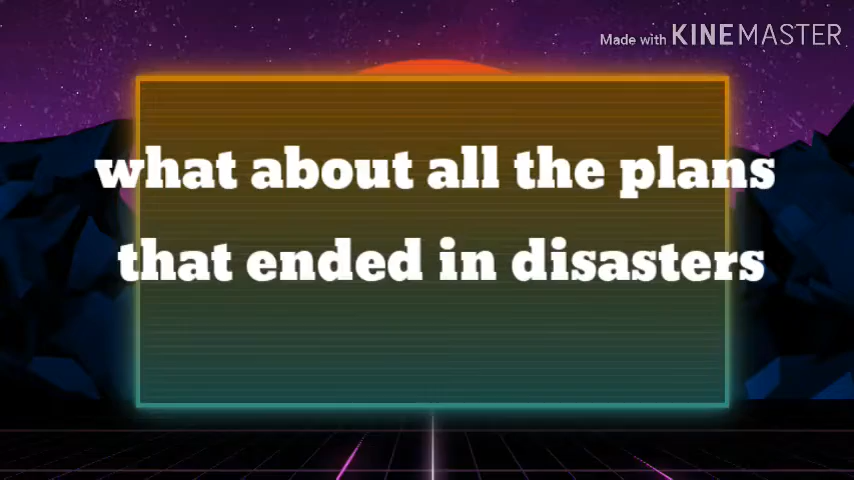 Made with KINEMASTER
what about all the plans
that ended in disasters